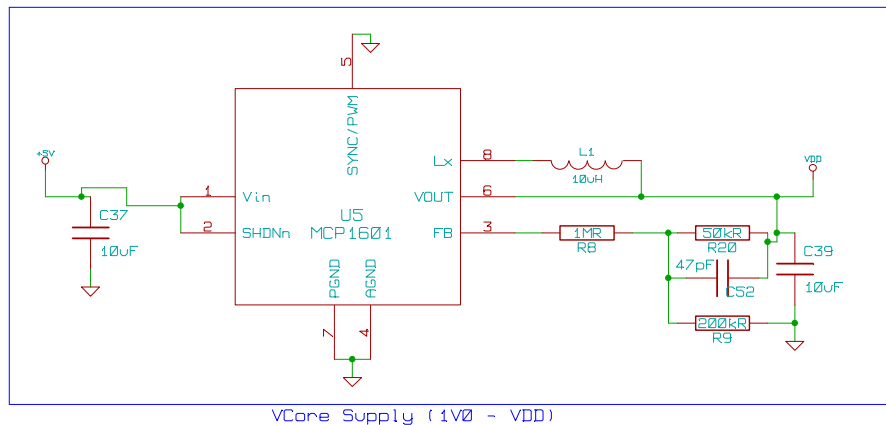 5
SYNC/PWM
+5V
Lx
8
L1
10uH
VDD
1
Vin
VOUT
6
C37
U5
2
SHDNn
MCP1601
FB
3
1MR
50kR
R8
R20
10uF
47pF
C52
C39
10uF
PGND
AGND
200kR
R9
7
4
VCore Supply (1V0 - VDD)